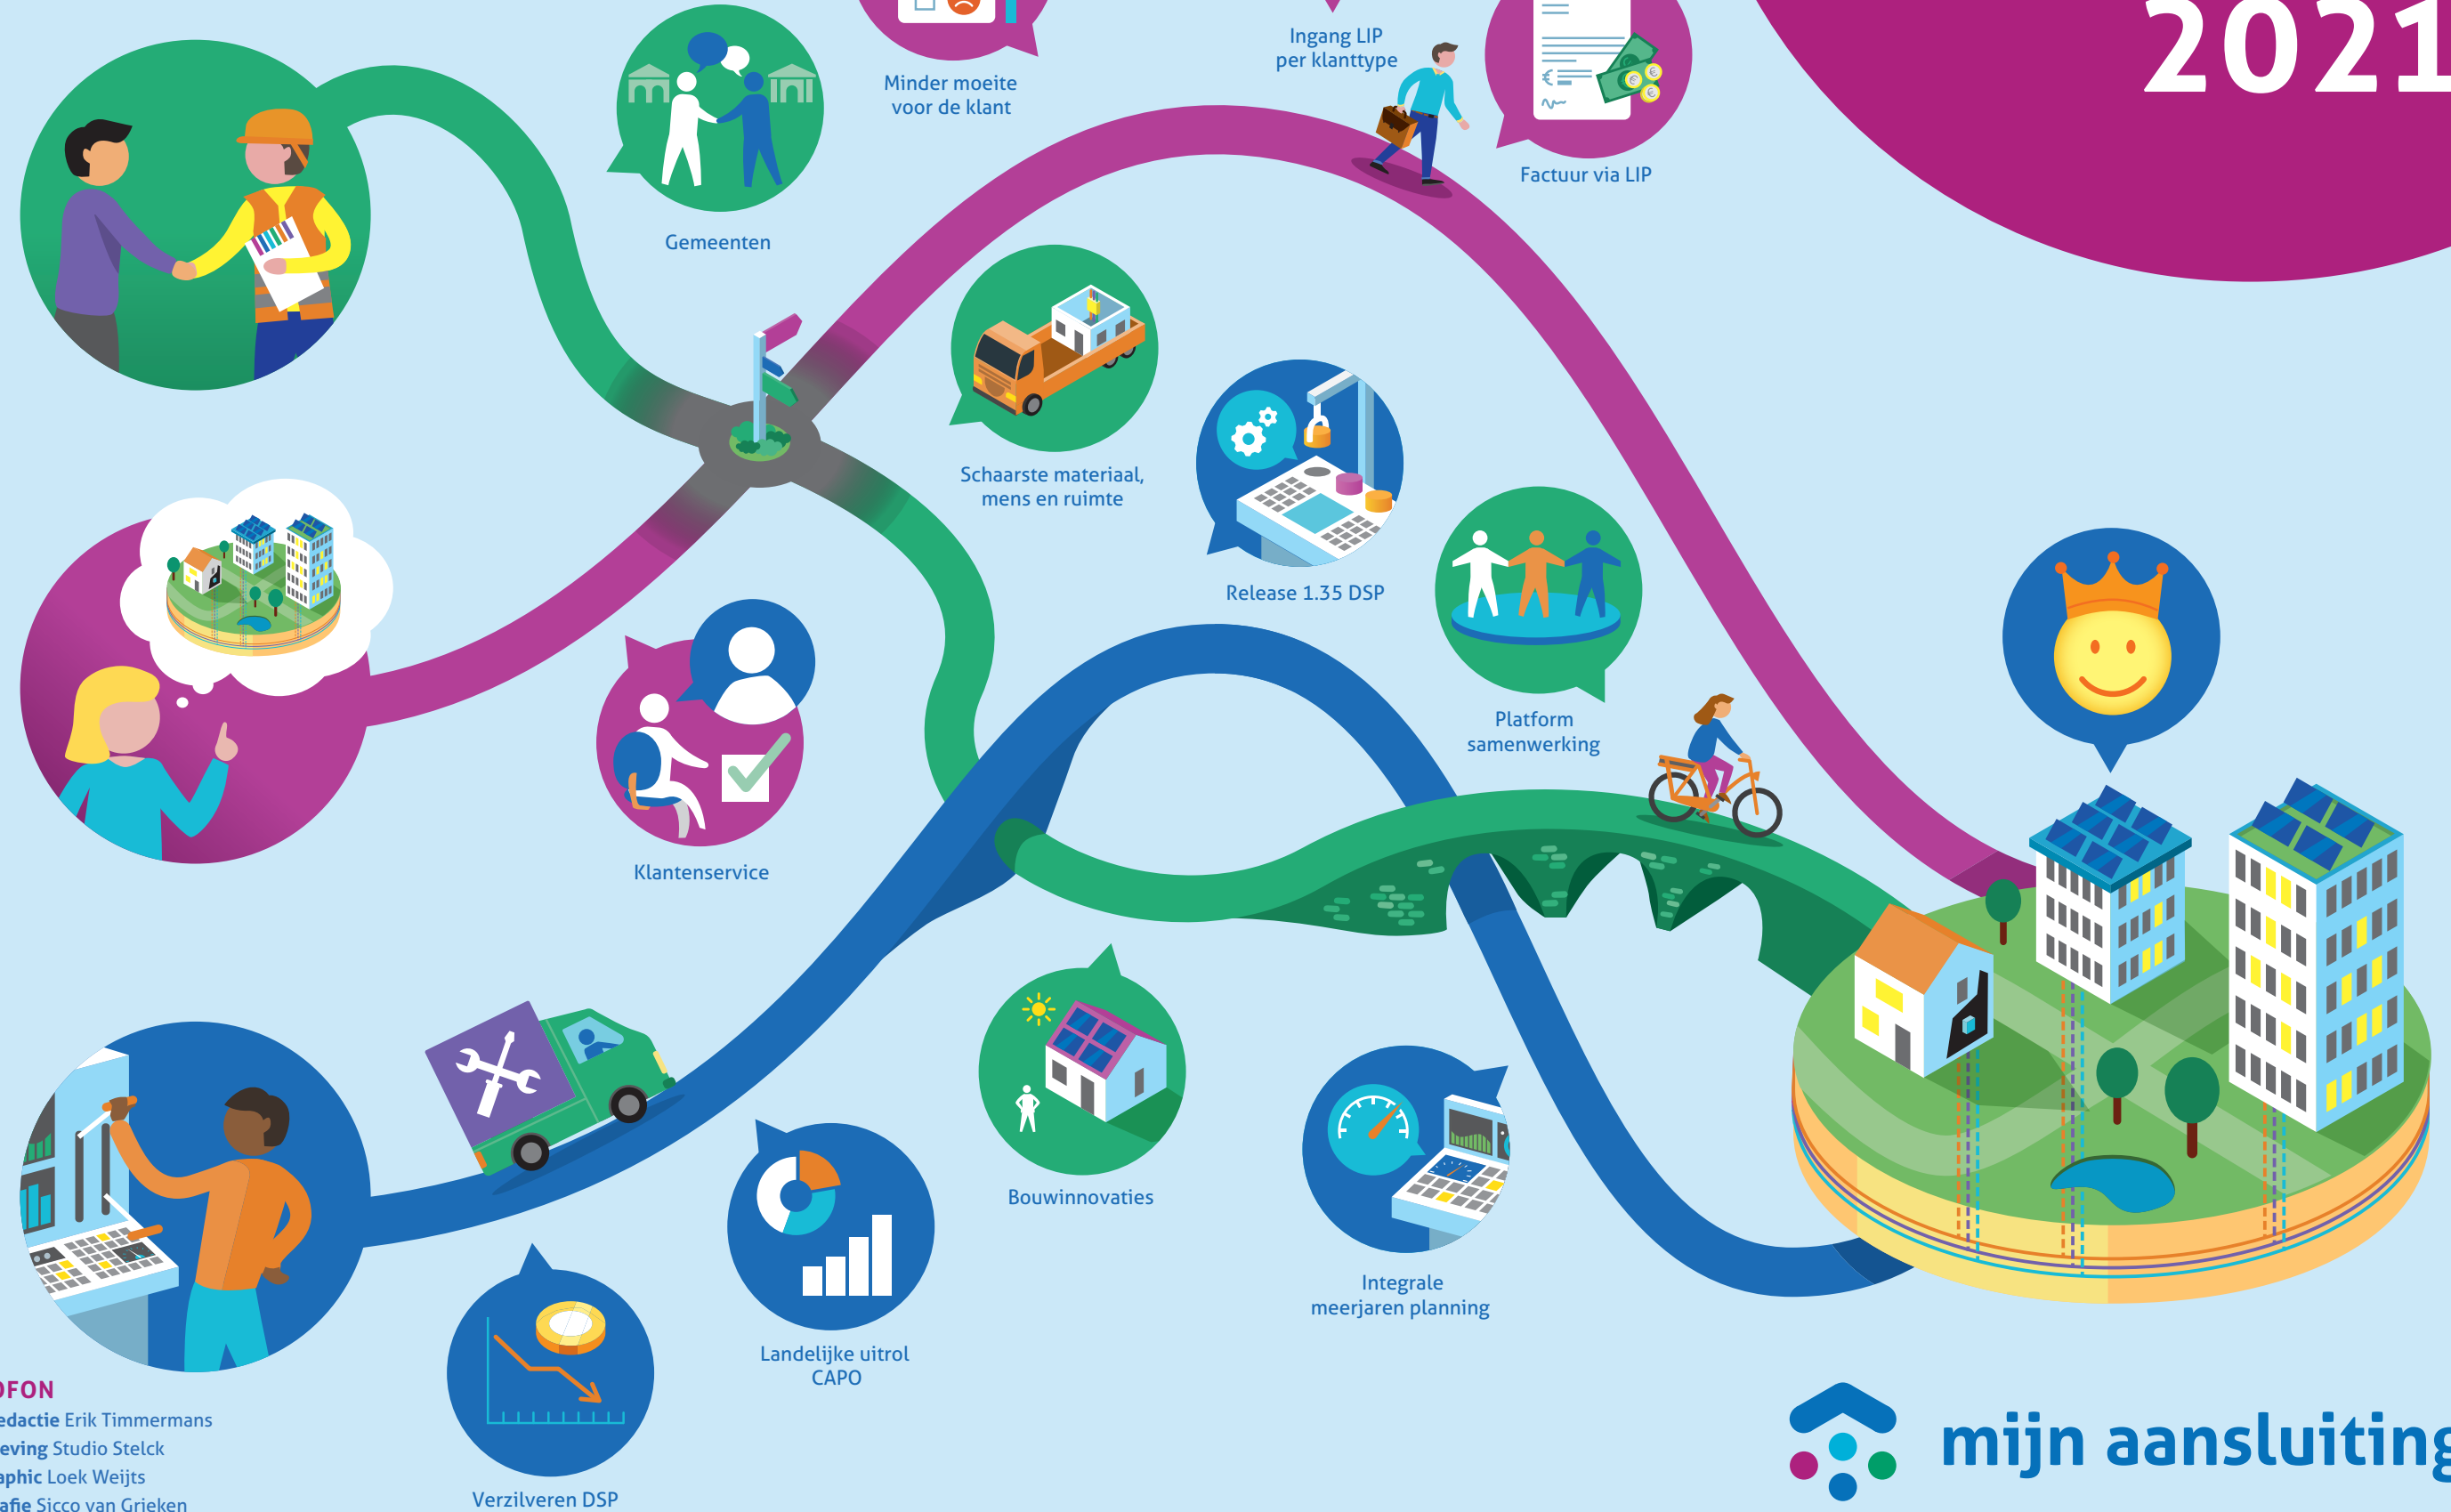 2021
Ingang LIP
per klanttype
Minder moeite
voor de klant
Factuur via LIP
Gemeenten
Schaarste materiaal,
mens en ruimte
Release 1.35 DSP
Platform
samenwerking
Klantenservice
Bouwinnovaties
Integrale
meerjaren planning
Landelijke uitrol
CAPO
Verzilveren DSP
OFON
edactie Erik Timmermans
eving Studio Stelck
aphic Loek Weijts
afie Sicco van Grieken
mijn aansluiting